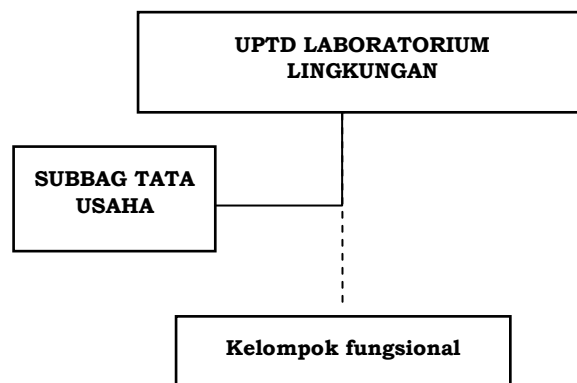 UPTD LABORATORIUM
LINGKUNGAN
SUBBAG TATA
USAHA
Kelompok fungsional